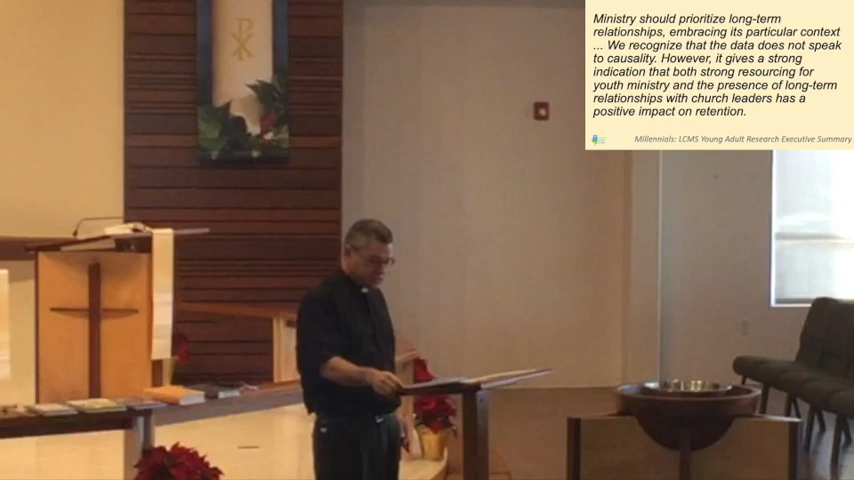 Ministry should prioritize long-term
relationships, embracing its particular context
... We recognize that the data does not speak
to causality. However, it gives a strong
indication that both strong resourcing for
youth ministry and the presence of long-term
relationships with church leaders has a
positive impact on retention.
Millennials: LCMS Young Adult Research Executive Summary